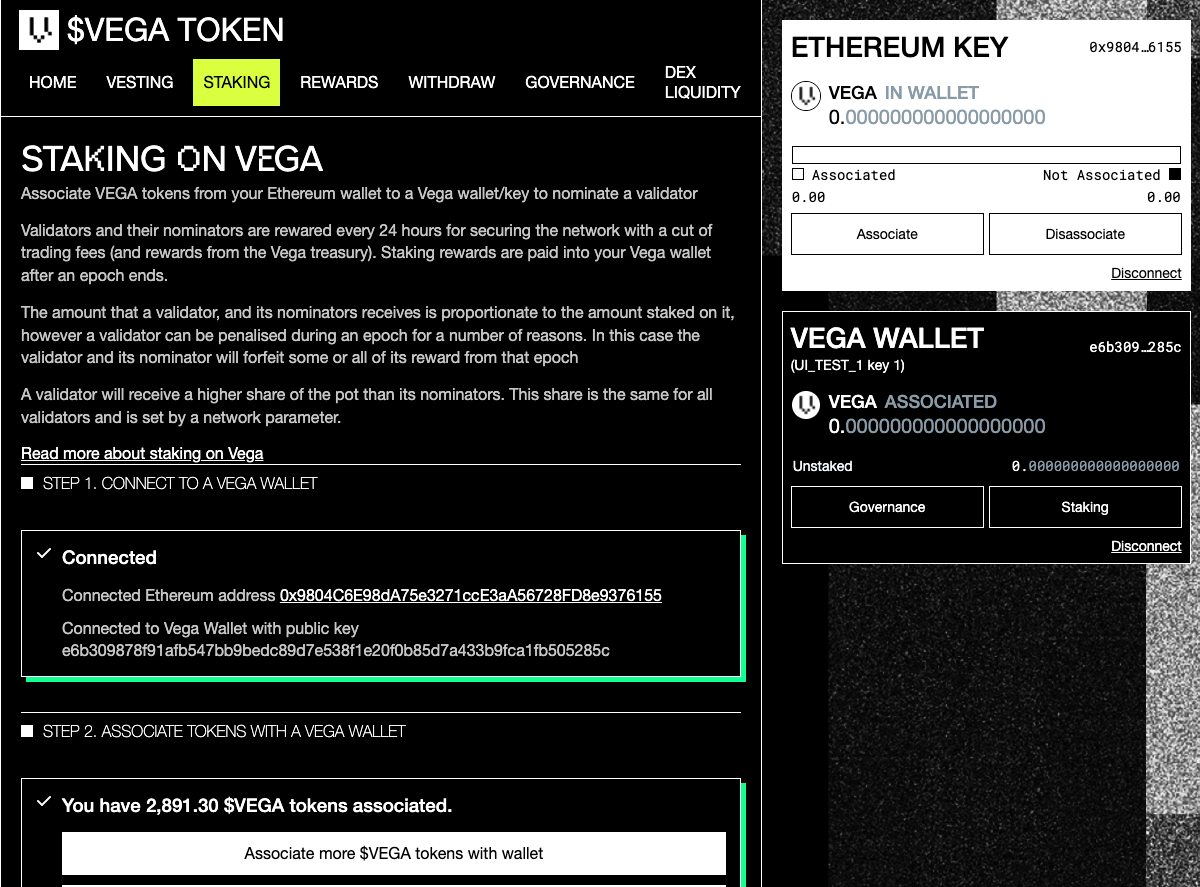 $VEGA TOKEN
HOME
VESTING
STAKING
REWARDS
WITHDRAW
GOVERNANCE
DEX
LIQUIDITY
STAKING ON VEGA
Associate VEGA tokens from your Ethereum wallet to a Vega wallet/key to nominate a validator
Validators and their nominators are rewarded every 24 hours for securing the network with a cut of
trading fees (and rewards from the Vega treasury). Staking rewards are paid into your Vega wallet
after an epoch ends.
The amount that a validator, and its nominators receives is proportionate to the amount staked on it,
however a validator can be penalised during an epoch for a number of reasons. In this case the
validator and its nominator will forfeit some or all of its reward from that epoch
A validator will receive a higher share of the pot than its nominators. This share is the same for all
validators and is set by a network parameter.
Read more about staking on Vega
STEP 1. CONNECT TO A VEGA WALLET
Connected
Connected Ethereum address 0x9804C6E98dA75e3271ccE3aA56728FD8e9376155
Connected to Vega Wallet with public key
e6b309878f91afb547bb9bedc89d7e538f1e20f0b85d7a433b9fca1fb505285c
STEP 2. ASSOCIATE TOKENS WITH A VEGA WALLET
You have 2,891.30 $VEGA tokens associated.
Associate more $VEGA tokens with wallet
ETHEREUM KEY
0x9804…6155
VEGA IN WALLET
0.000000000000000000
Associated
Not Associated
0.00
0.00
Associate
Disassociate
Disconnect
VEGA WALLET
e6b309…285c
(UI_TEST_1 key 1)
VEGA ASSOCIATED
0.000000000000000000
Unstaked
0.000000000000000000
Governance
Staking
Disconnect